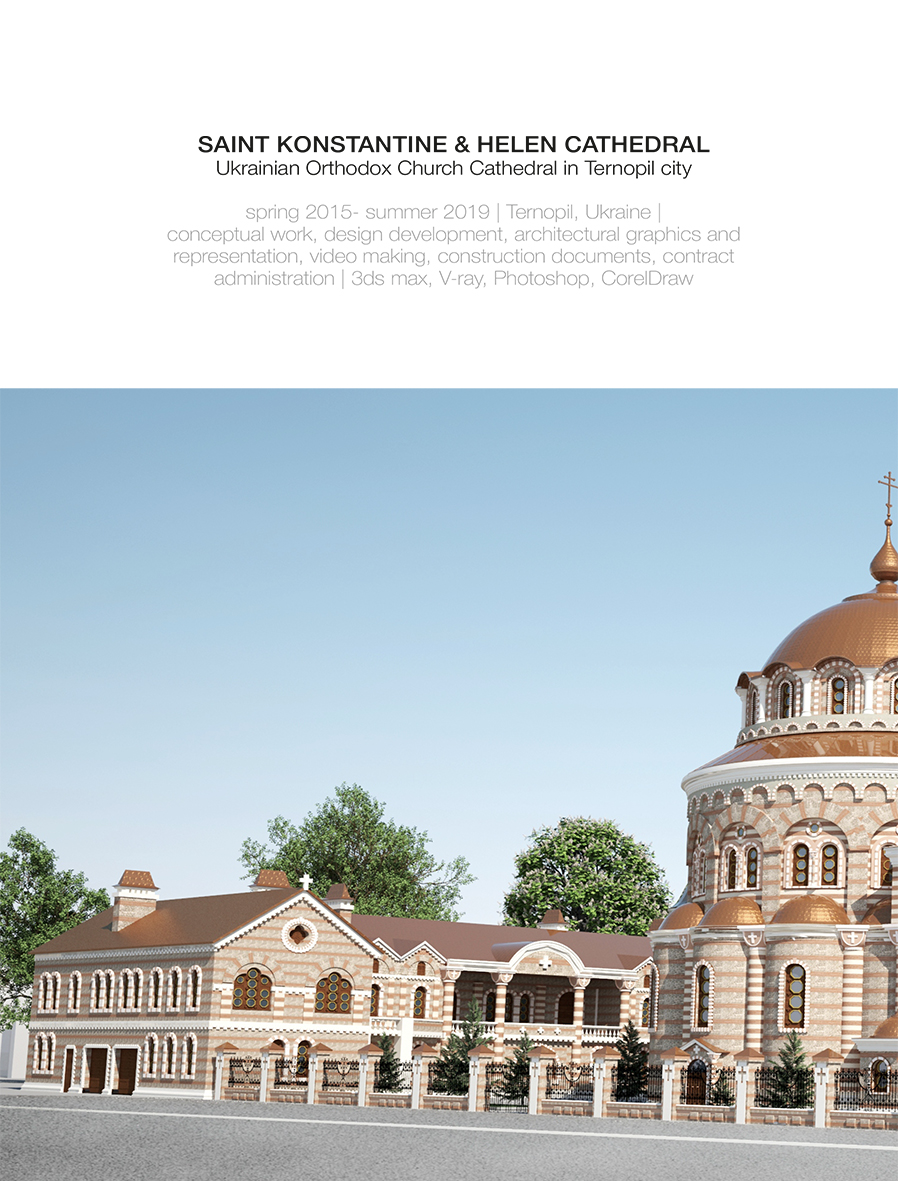 SAINT KONSTANTINE & HELEN CATHEDRAL
Ukrainian Orthodox Church Cathedral in Ternopil city
spring 2015- summer 2019 | Ternopil, Ukraine |
conceptual work, design development, architectural graphics and
representation, video making, construction documents, contract
administration | 3ds max, V-ray, Photoshop, CorelDraw